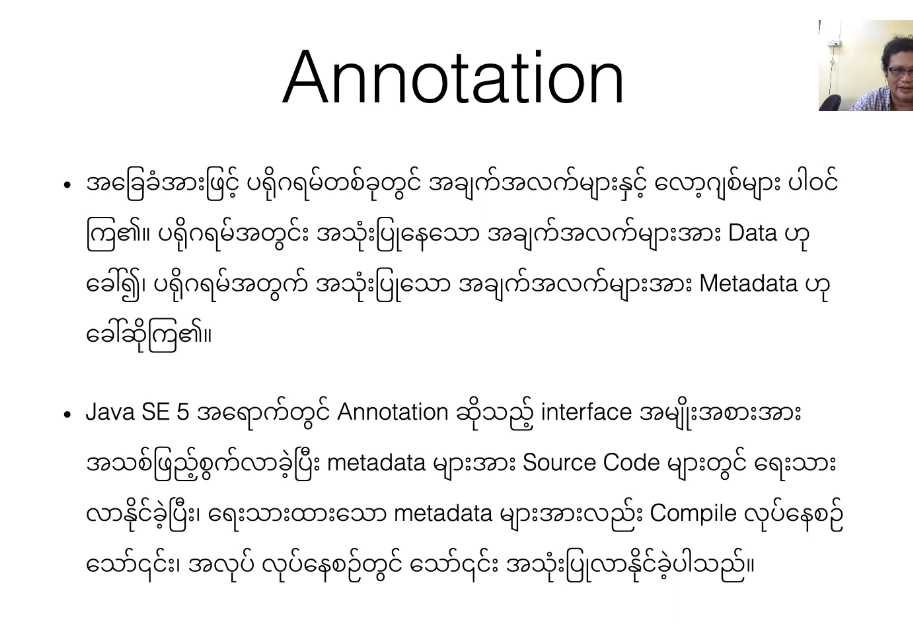 Annotation
• အခြေခံအားဖြင့် ပရိုဂရမ်တစ်ခုတွင် အချက်အလက်များနှင့် လော့ဂျစ်များ ပါဝင်
ကြ၏။ ပရိုဂရမ်အတွင်း အသုံးပြုနေသော အချက်အလက်များအား Data ဟု
ခေါ်၍၊ ပရိုဂရမ်အတွက် အသုံးပြုသော အချက်အလက်များအား Metadata ဟု
ခေါ်ဆိုကြ၏။
• Java SE 5 အရောက်တွင် Annotation ဆိုသည့် interface အမျိုးအစားအား
အသစ်ဖြည့်စွက်လာခဲ့ပြီး metadata များအား Source Code များတွင် ရေးသား
လာနိုင်ခဲ့ပြီး၊ ရေးသားထားသော metadata များအားလည်း Compile လုပ်နေစဉ်
သော်၎င်း၊ အလုပ် လုပ်နေစဉ်တွင် သော်၎င်း အသုံးပြုလာနိုင်ခဲ့ပါသည်။